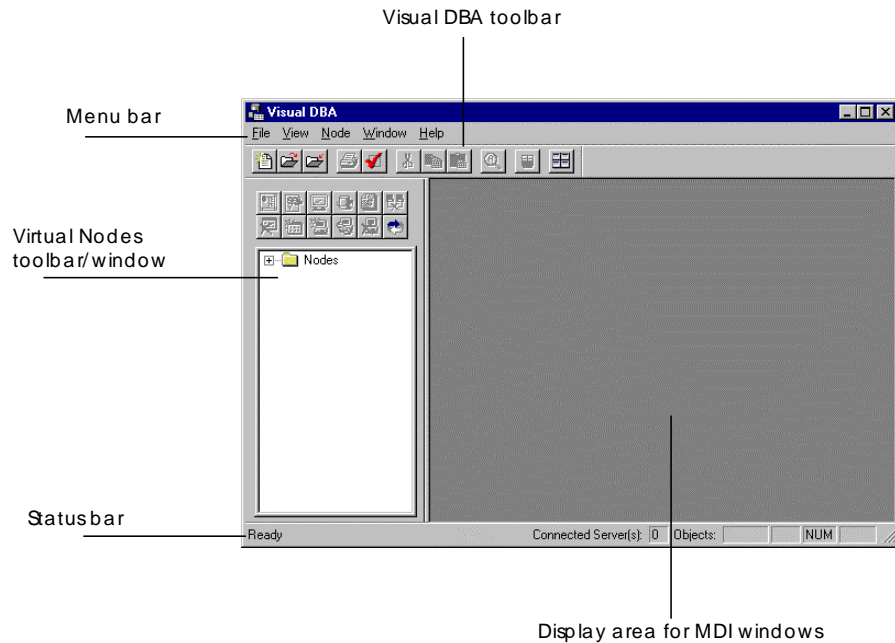 Visual DBA toolbar
Menu bar
Visual DBA
File View Node Window Help
Virtual Nodes
toolbar/window
Nodes
Status bar
Ready
Connected Server(s): 0 Objects: NUM
Display area for MDI windows